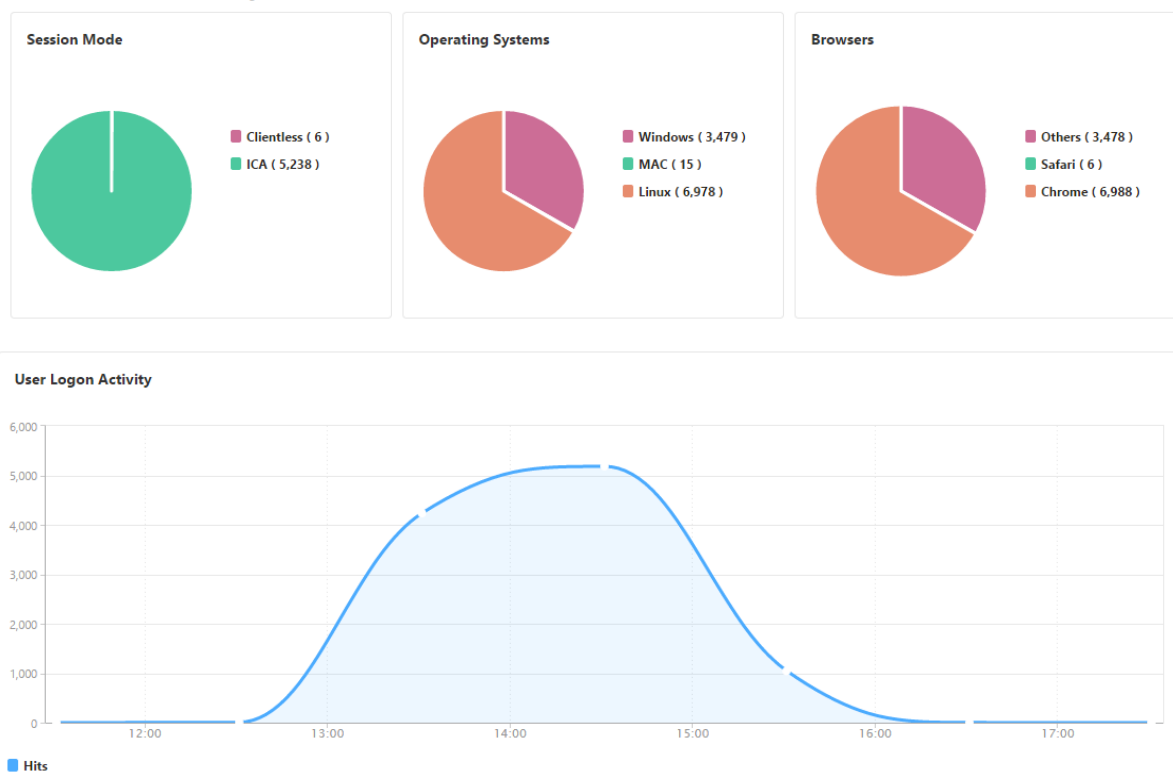 Session Mode
Clientless ( 6 )
ICA ( 5,238 )
Operating Systems
Windows ( 3,479 )
MAC ( 15 )
Linux ( 6,978 )
Browsers
Others ( 3,478 )
Safari ( 6 )
Chrome ( 6,988 )
User Logon Activity
6,000
5,000
4,000
3,000
2,000
1,000
0
12:00 13:00 14:00 15:00 16:00 17:00
Hits